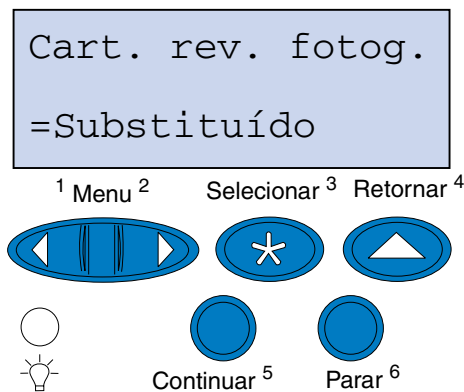 Cart. rev. fotog.
=Substituído
1 Menu 2
Selecionar 3
Retornar 4
Continuar 5
Parar 6